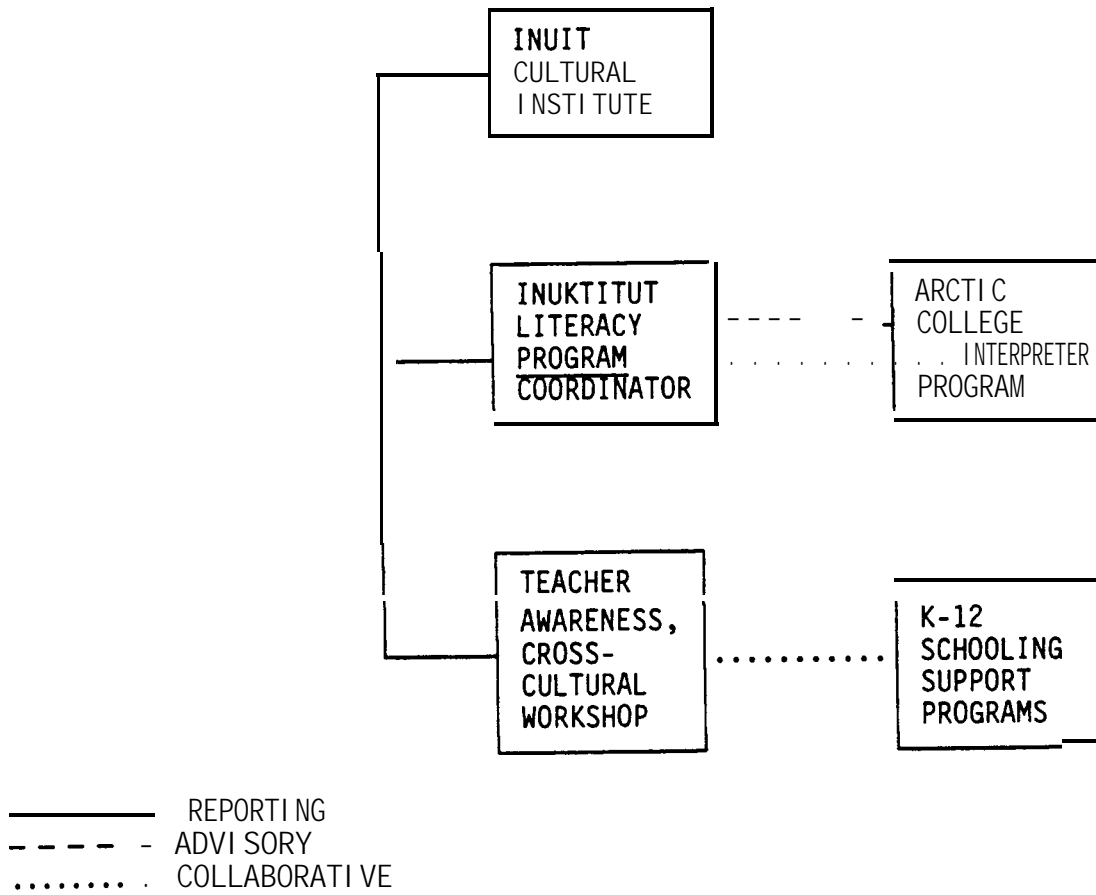 INUIT
CULTURAL
INSTITUTE
INUKTITUT
LITERACY
PROGRAM
COORDINATOR
ARCTIC
COLLEGE
INTERPRETER
PROGRAM
TEACHER
AWARENESS,
CROSS-
CULTURAL
WORKSHOP
K-12
SCHOOLING
SUPPORT
PROGRAMS
REPORTING
ADVISORY
COLLABORATIVE